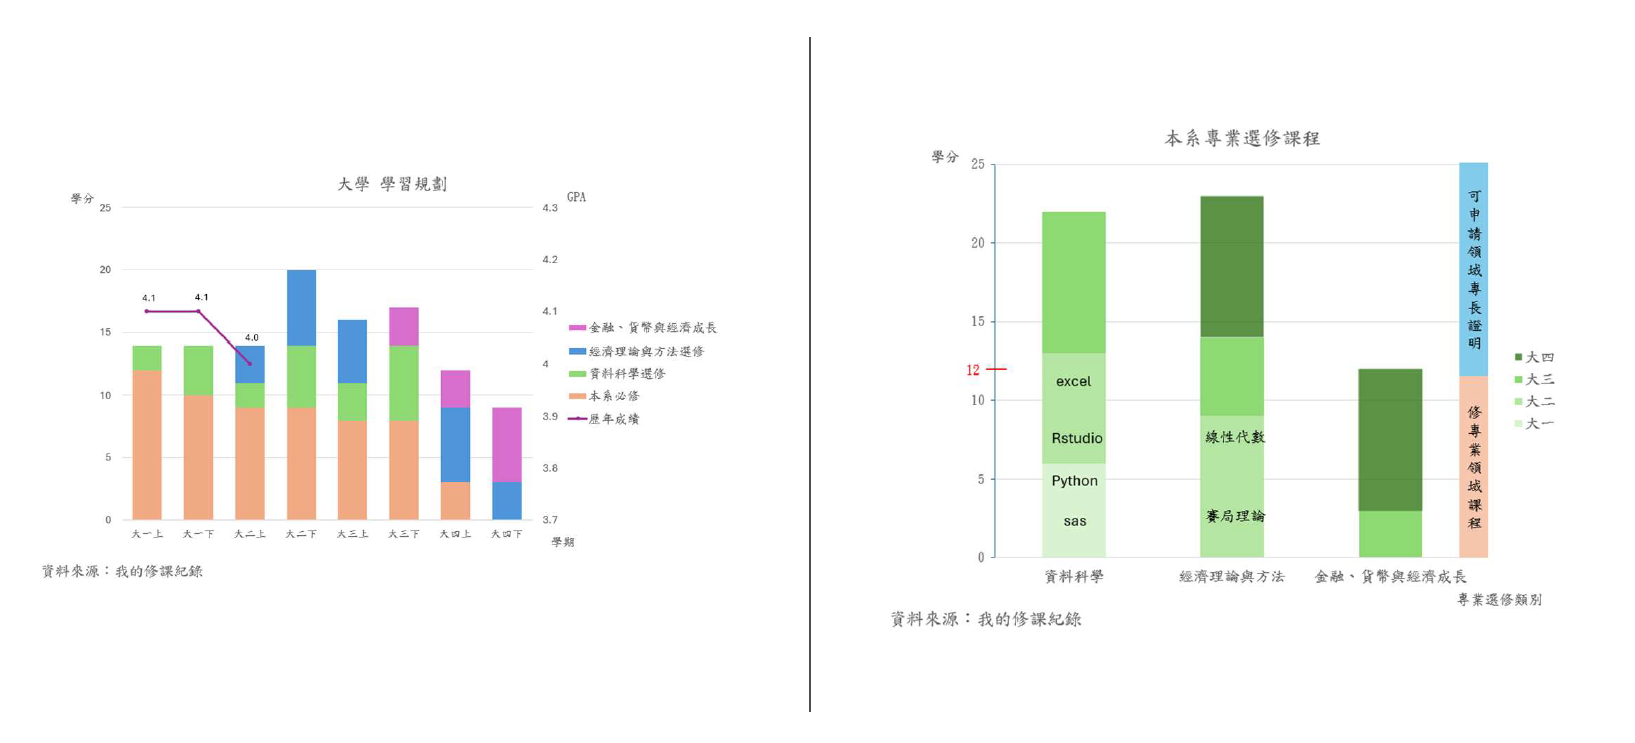 大學 學習規劃
學分
GPA
25
20
15
10
5
0
4.3
4.2
4.1
4
3.9
3.8
3.7
4.1
4.1
4.0
大一上
大一下
大二上
大二下
大三上
大三下
大四上
大四下
學期
金融、貨幣與經濟成長
經濟理論與方法選修
資料科學選修
本系必修
歷年成績
資料來源：我的修課紀錄
本系專業選修課程
學分
25
20
15
12
10
5
0
excel
Rstudio
Python
sas
線性代數
賽局理論
可申請領域專長證明
修專業領域課程
大四
大三
大二
大一
資料科學
經濟理論與方法
金融、貨幣與經濟成長
專業選修類別
資料來源：我的修課紀錄